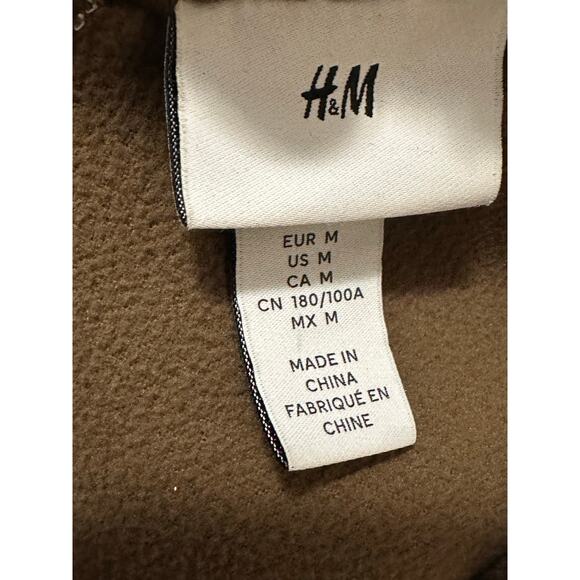 H&M
EUR M
US M
CA M
CN 180/100A
MX M
MADE IN
CHINA
FABRIQUÉ EN
CHINE